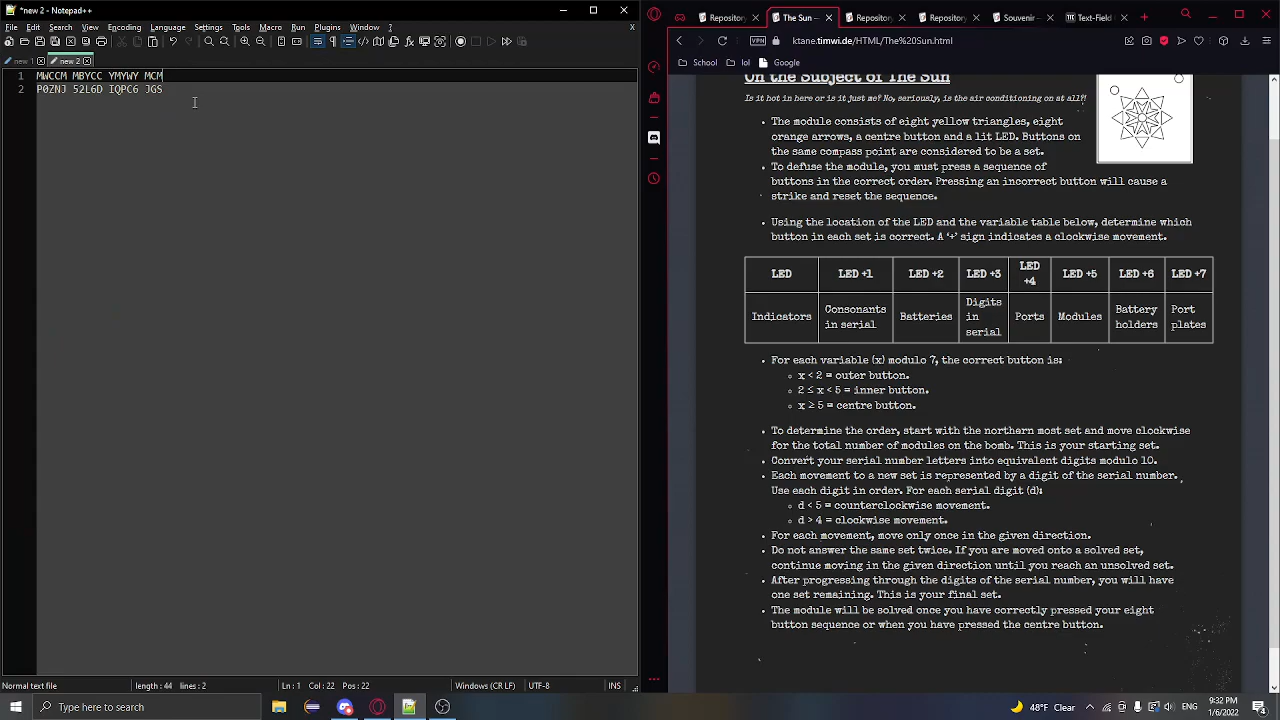 *new 2 - Notepad++
File Edit Search View Encoding Language Settings Tools Macro Run Plugins Window ?
new 1 new 2
1 MWCCM MBYCC YMYWY MCM
2 
Normal text file length:44 lines:2 Ln:1 Col:22 Pos:22 Windows (CR LF) UTF-8 INS
Repository The Sun — Repository Repository Souvenir — Text-Field
VPN ktane.timwi.de/HTML/The%20Sun.html
School lol Google
On the Subject of The Sun
Is it hot in here or is it just me? No, seriously, is the air conditioning on at all?!
• The module consists of eight yellow triangles, eight
orange arrows, a centre button and a lit LED. Buttons on
the same compass point are considered to be a set.
• To defuse the module, you must press a sequence of
buttons in the correct order. Pressing an incorrect button will cause a
strike and reset the sequence.
• Using the location of the LED and the variable table below, determine which
button in each set is correct. A '+' sign indicates a clockwise movement.
LED LED +1 LED +2 LED +3 LED +4 LED +5 LED +6 LED +7
Indicators Consonants in serial Batteries Digits in serial Ports Modules Battery holders Port plates
• For each variable (x) modulo 7, the correct button is:
◦ x < 2 = outer button.
◦ 2 ≤ x < 5 = inner button.
◦ x ≥ 5 = centre button.
• To determine the order, start with the northern most set and move clockwise
for the total number of modules on the bomb. This is your starting set.
• Convert your serial number letters into equivalent digits modulo 10.
• Each movement to a new set is represented by a digit of the serial number.
Use each digit in order. For each serial digit (d):
◦ d < 5 = counterclockwise movement.
◦ d > 4 = clockwise movement.
• For each movement, move only once in the given direction.
• Do not answer the same set twice. If you are moved onto a solved set,
continue moving in the given direction until you reach an unsolved set.
• After progressing through the digits of the serial number, you will have
one set remaining. This is your final set.
• The module will be solved once you have correctly pressed your eight
button sequence or when you have pressed the centre button.
Type here to search 48°F 9:32 PM
1/6/2022